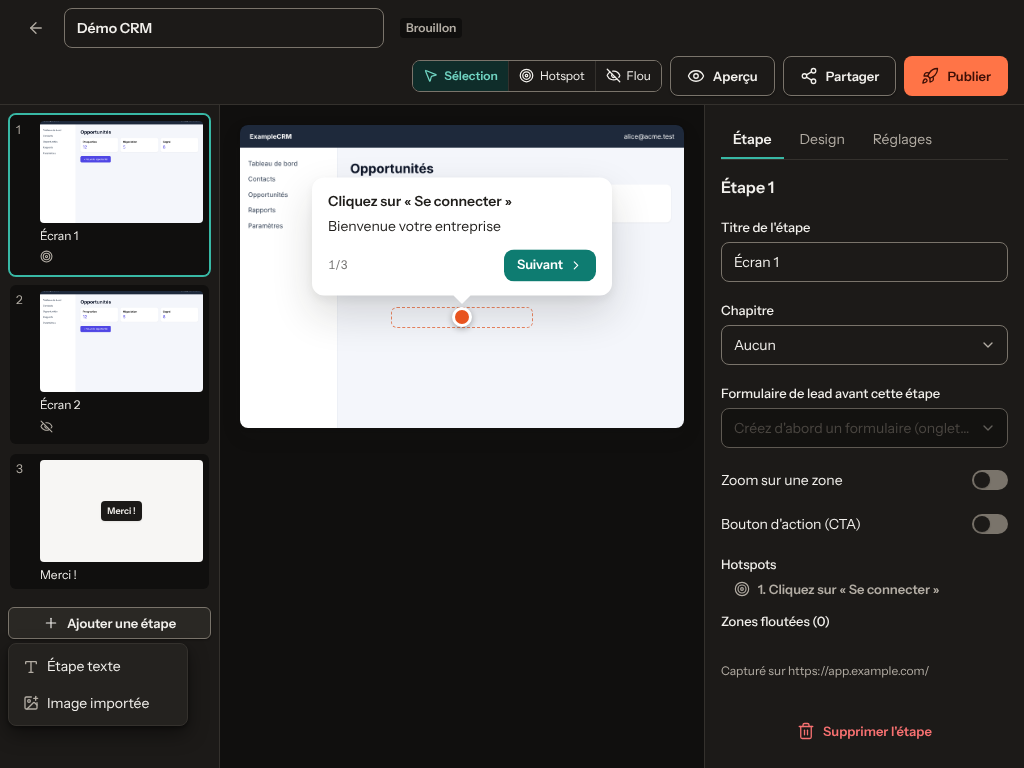 Démo CRM
Brouillon
Sélection
Hotspot
Flou
Aperçu
Partager
Publier
1
Opportunités
Écran 1
2
Opportunités
Écran 2
3
Merci !
Merci !
Ajouter une étape
Étape texte
Image importée
ExampleCRM
alice@acme.test
Tableau de bord
Contacts
Opportunités
Rapports
Paramètres
Opportunités
Cliquez sur « Se connecter »
Bienvenue votre entreprise
1/3
Suivant
Étape
Design
Réglages
Étape 1
Titre de l'étape
Écran 1
Chapitre
Aucun
Formulaire de lead avant cette étape
Créez d'abord un formulaire (onglet…
Zoom sur une zone
Bouton d'action (CTA)
Hotspots
1. Cliquez sur « Se connecter »
Zones floutées (0)
Capturé sur https://app.example.com/
Supprimer l'étape